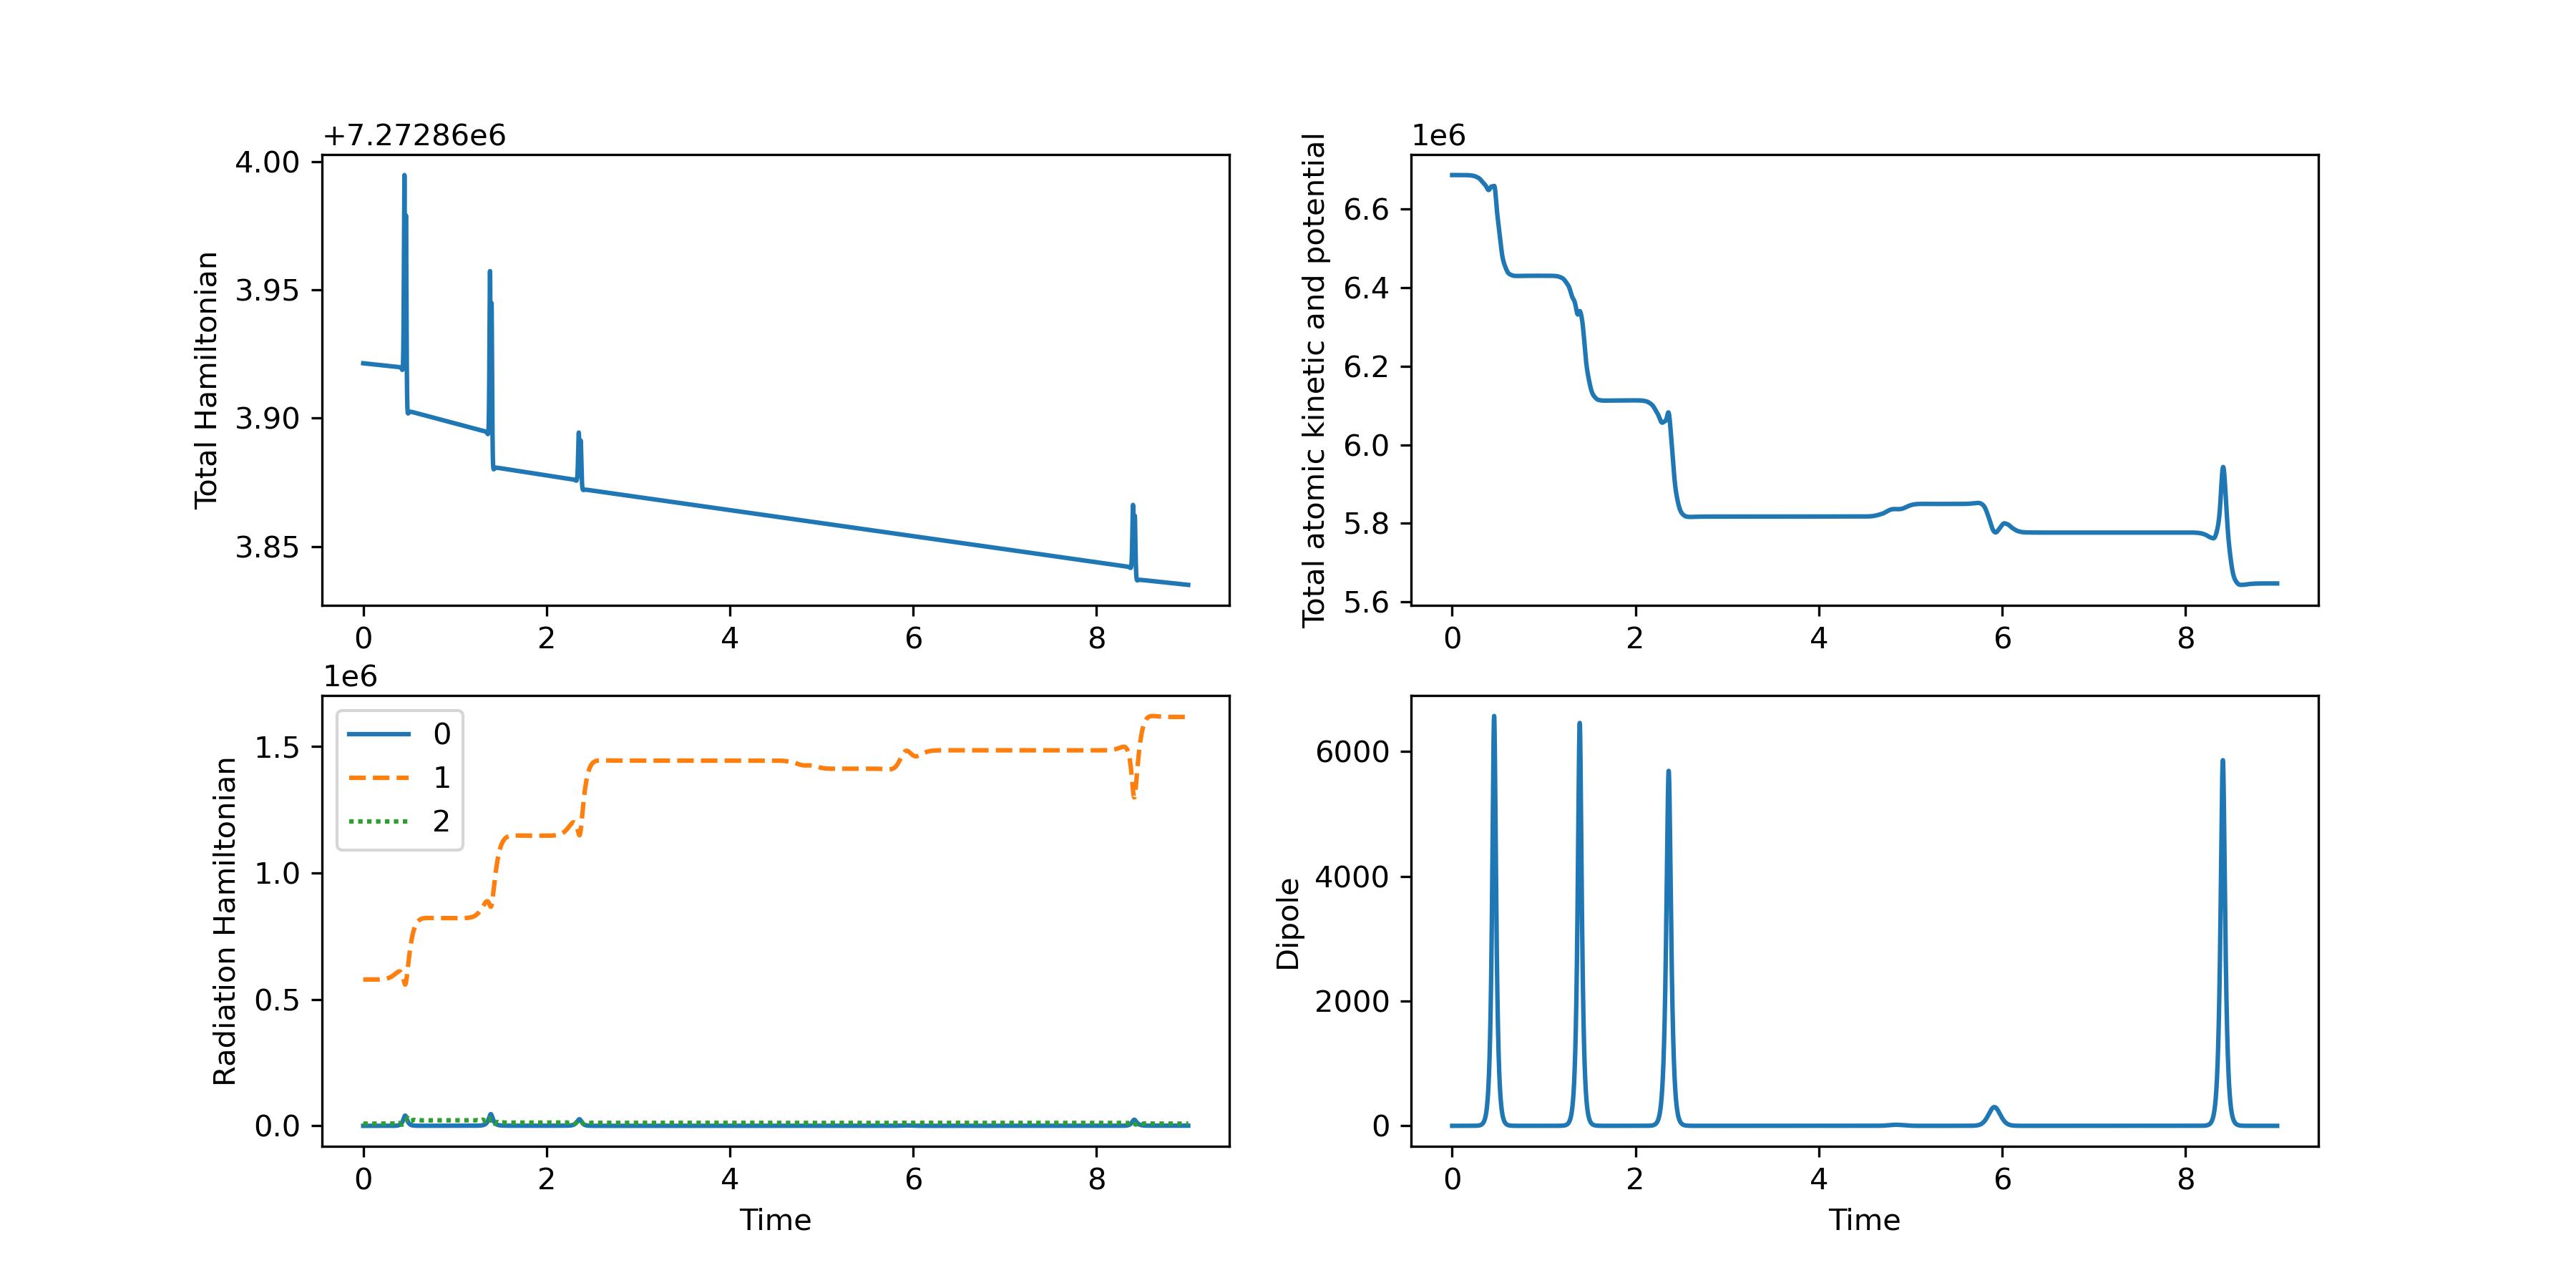 +7.27286e6
4.00
3.95
3.90
3.85
Total Hamiltonian
0 2 4 6 8
1e6
6.6
6.4
6.2
6.0
5.8
5.6
Total atomic kinetic and potential
0 2 4 6 8
1e6
1.5
1.0
0.5
0.0
Radiation Hamiltonian
0
1
2
0 2 4 6 8
Time
6000
4000
2000
0
Dipole
0 2 4 6 8
Time